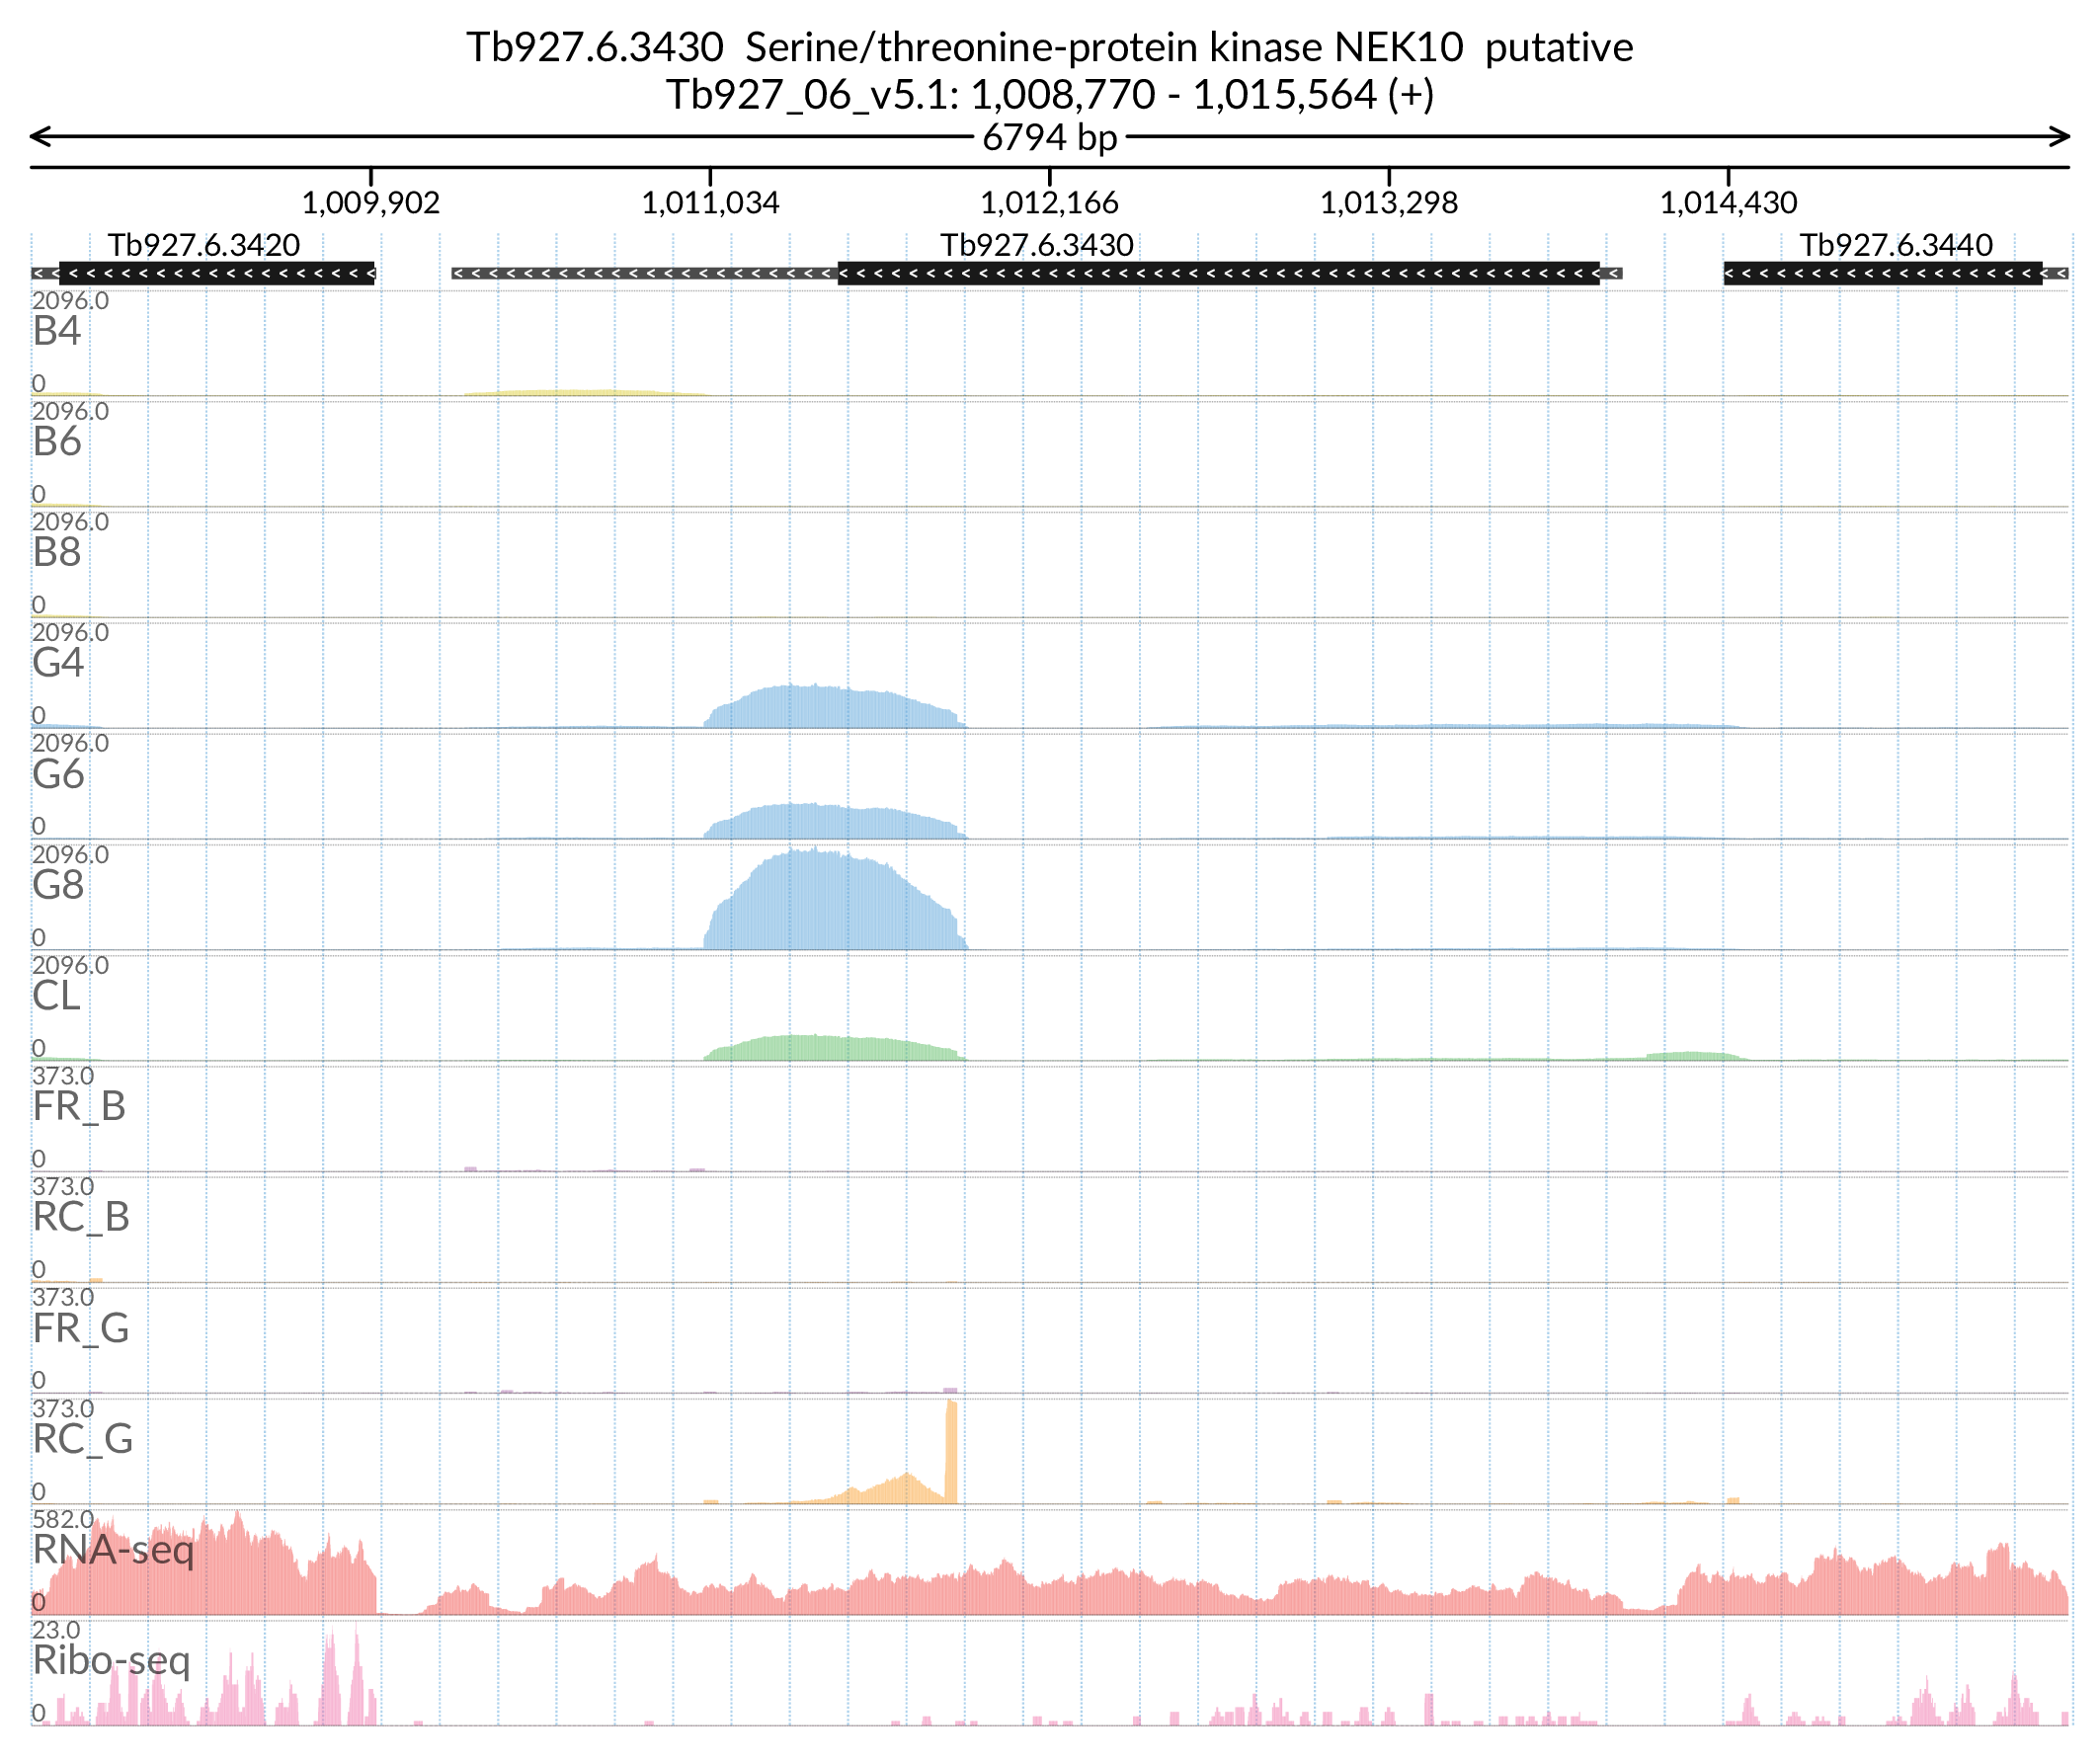 Tb927.6.3430  Serine/threonine-protein kinase NEK10  putative
Tb927_06_v5.1: 1,008,770 - 1,015,564 (+)
6794 bp
1,009,902 1,011,034 1,012,166 1,013,298 1,014,430
Tb927.6.3420 Tb927.6.3430 Tb927.6.3440
2096.0
B4
0
2096.0
B6
0
2096.0
B8
0
2096.0
G4
0
2096.0
G6
0
2096.0
G8
0
2096.0
CL
0
373.0
FR_B
0
373.0
RC_B
0
373.0
FR_G
0
373.0
RC_G
0
582.0
RNA-seq
0
23.0
Ribo-seq
0